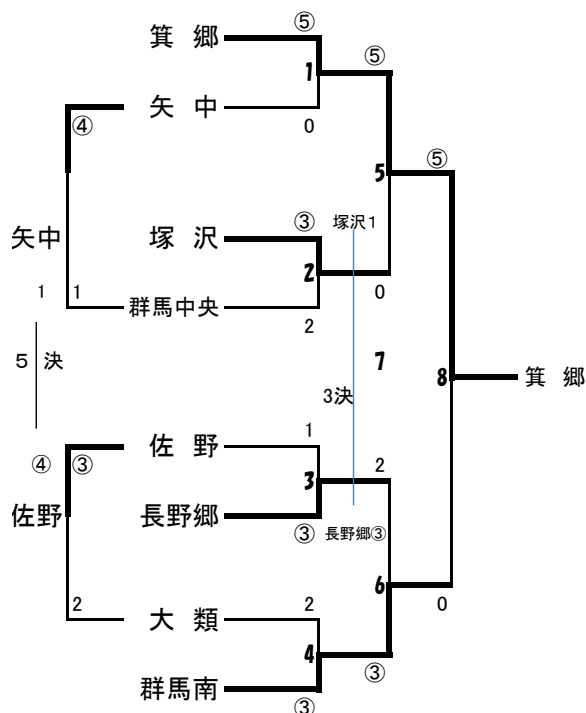 ⑤
箕 郷
1
⑤
④
矢 中
0
5
⑤
塚 沢
③
塚沢1
矢中
2
0
1
1
群馬中央
2
7
5 決
8
箕 郷
3決
佐 野
1
④
③
3
2
佐野
長野郷
③
長野郷③
6
0
2
大 類
2
4
③
群馬南
③